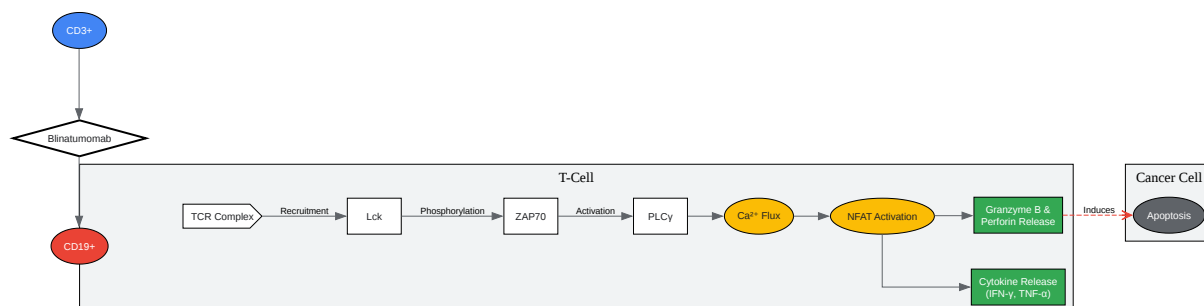 CD3+
Blinatumomab
CD19+
T-Cell
TCR Complex
Recruitment
Lck
Phosphorylation
ZAP70
Activation
PLCγ
Ca²⁺ Flux
NFAT Activation
Granzyme B &
Perforin Release
Cytokine Release
(IFN-γ, TNF-α)
Induces
Cancer Cell
Apoptosis